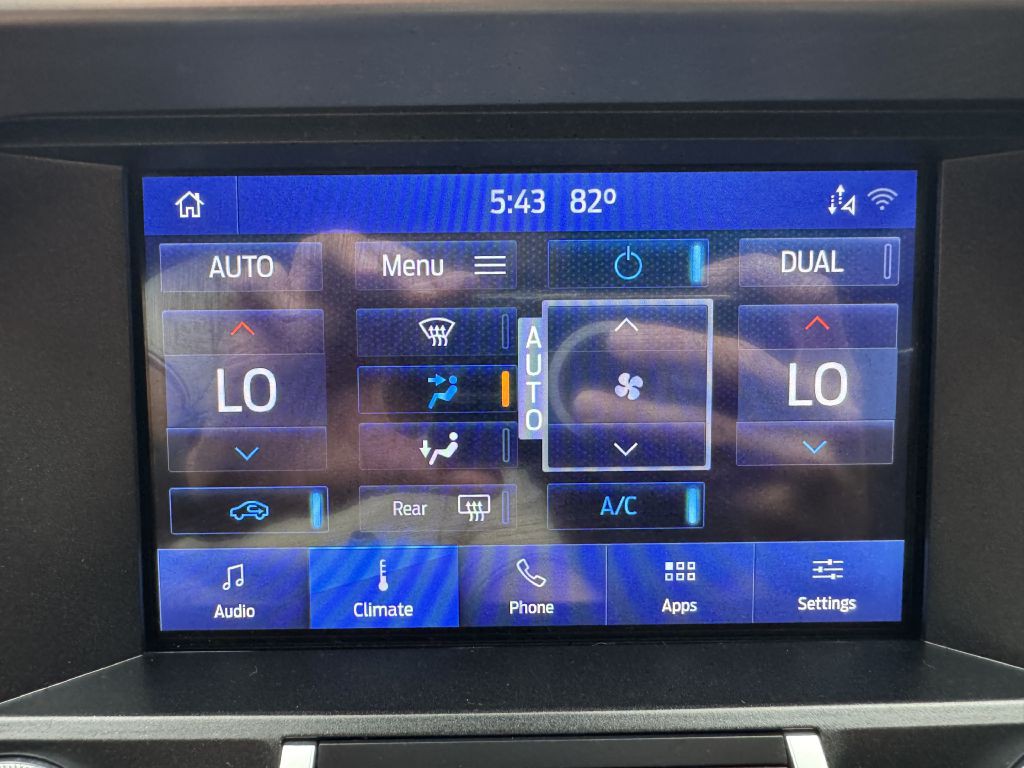 5:43 82°
AUTO
Menu
DUAL
LO
AUTO
LO
Rear
A/C
Audio
Climate
Phone
Apps
Settings